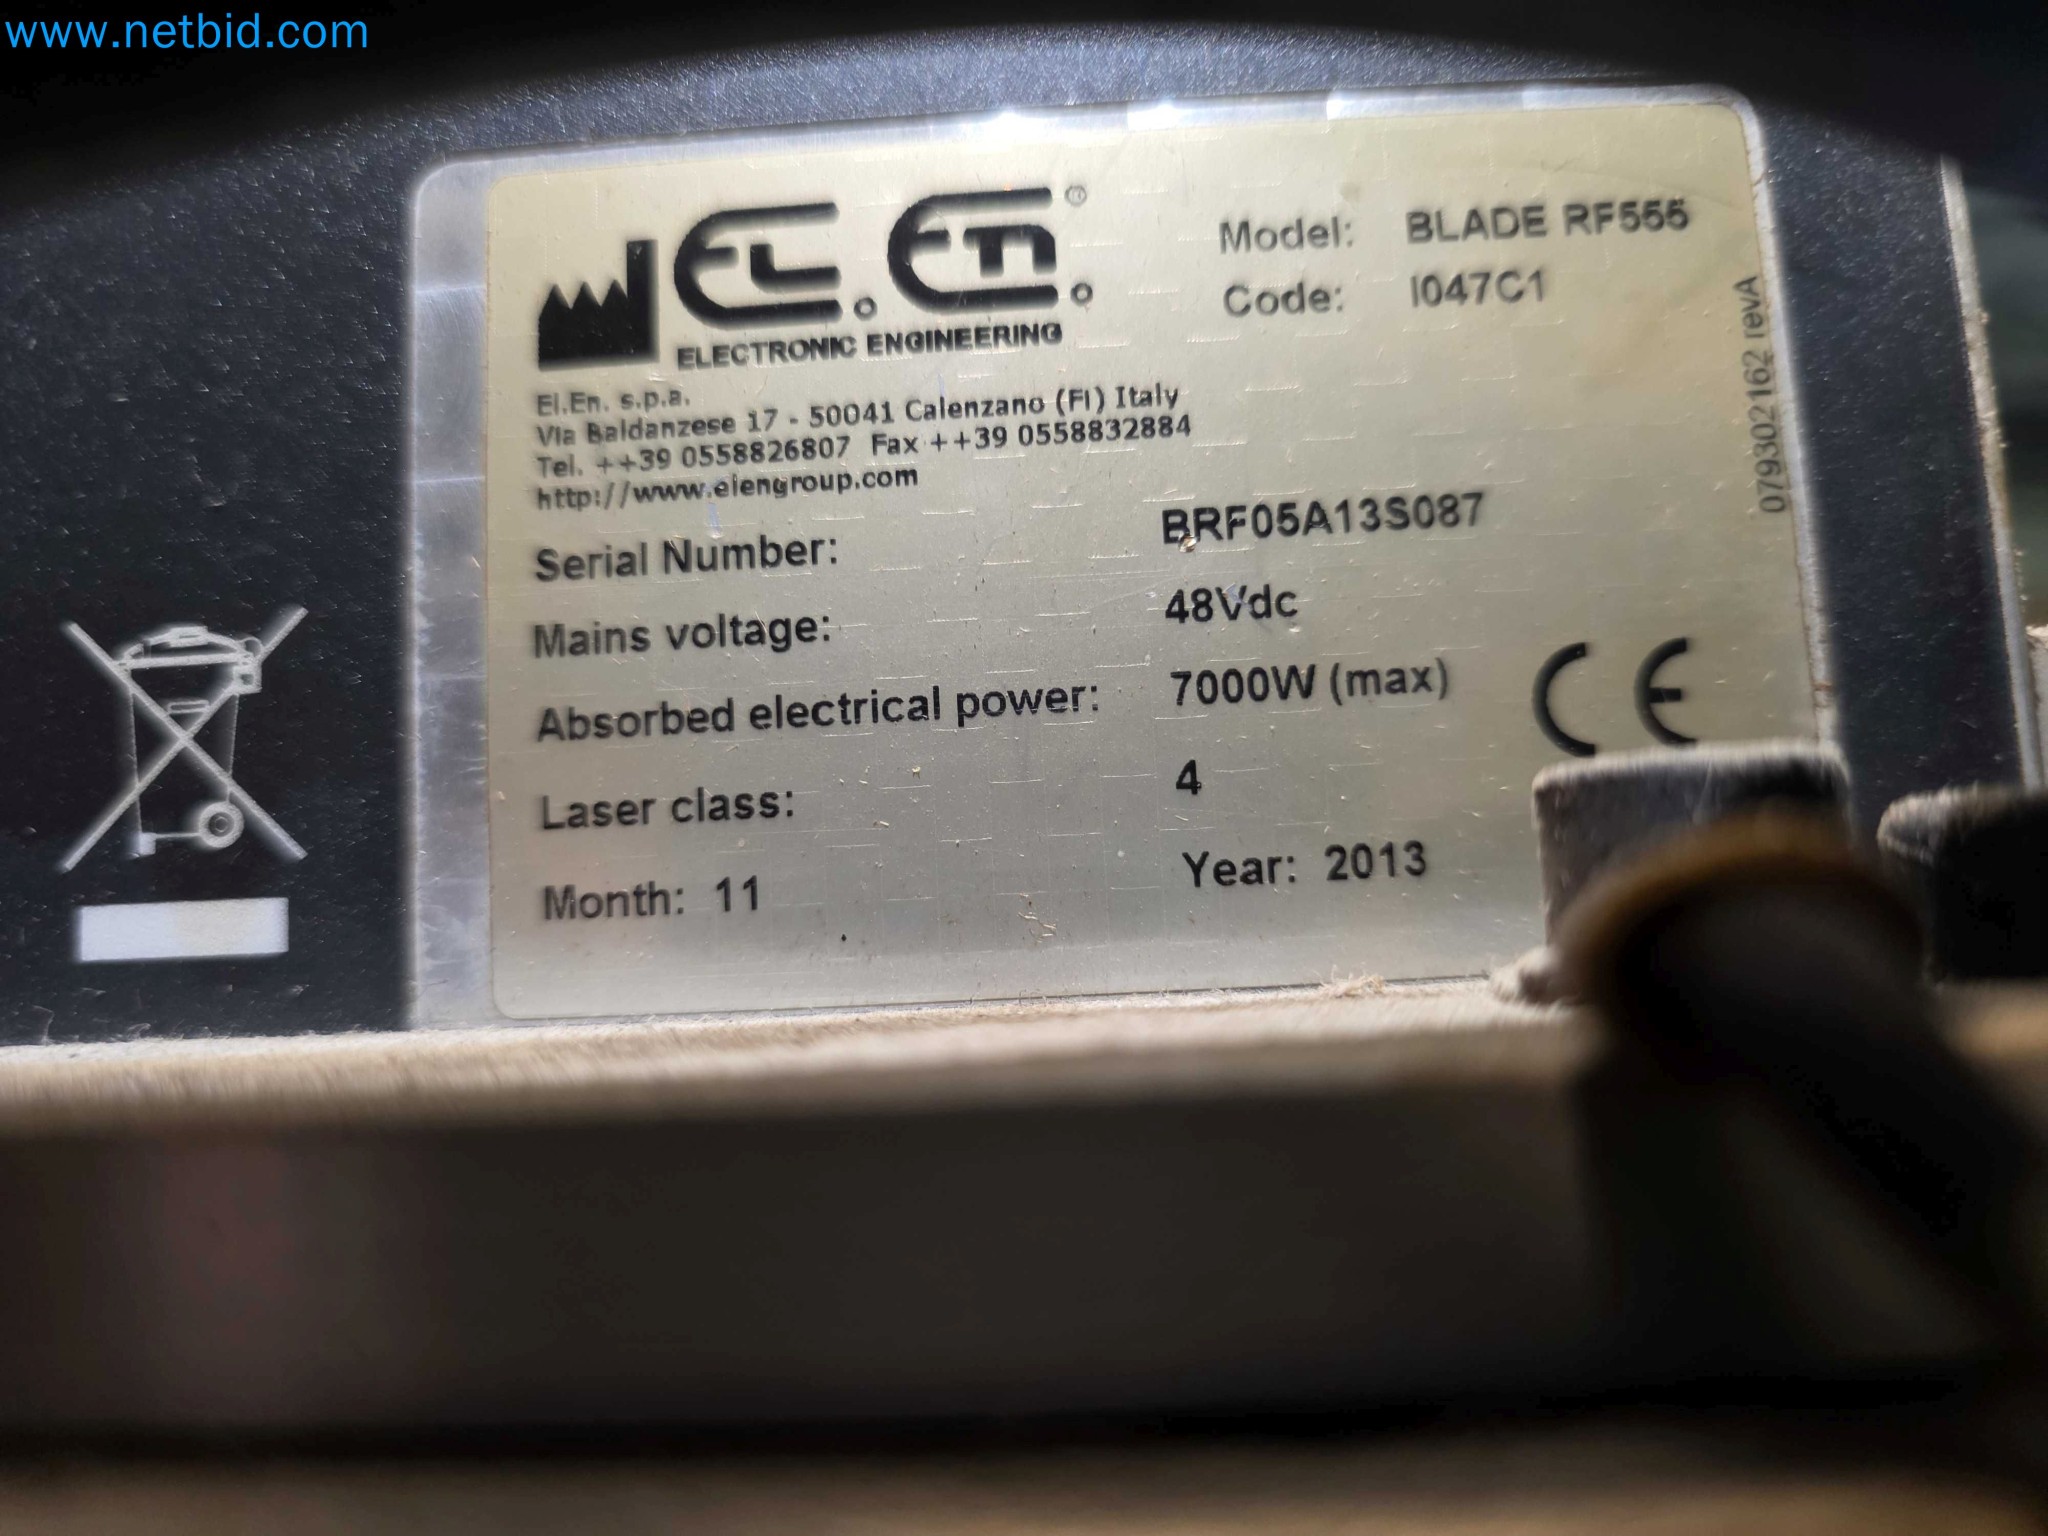 www.netbid.com
EL.En.®
ELECTRONIC ENGINEERING
Model: BLADE RF555
Code: I047C1
079302162 revA
El.En. s.p.a.
Via Baldanzese 17 - 50041 Calenzano (FI) Italy
Tel. ++39 0558826807 Fax ++39 0558832884
http://www.elengroup.com
Serial Number: BRF05A13S087
Mains voltage: 48Vdc
Absorbed electrical power: 7000W (max)
CE
Laser class: 4
Month: 11 Year: 2013